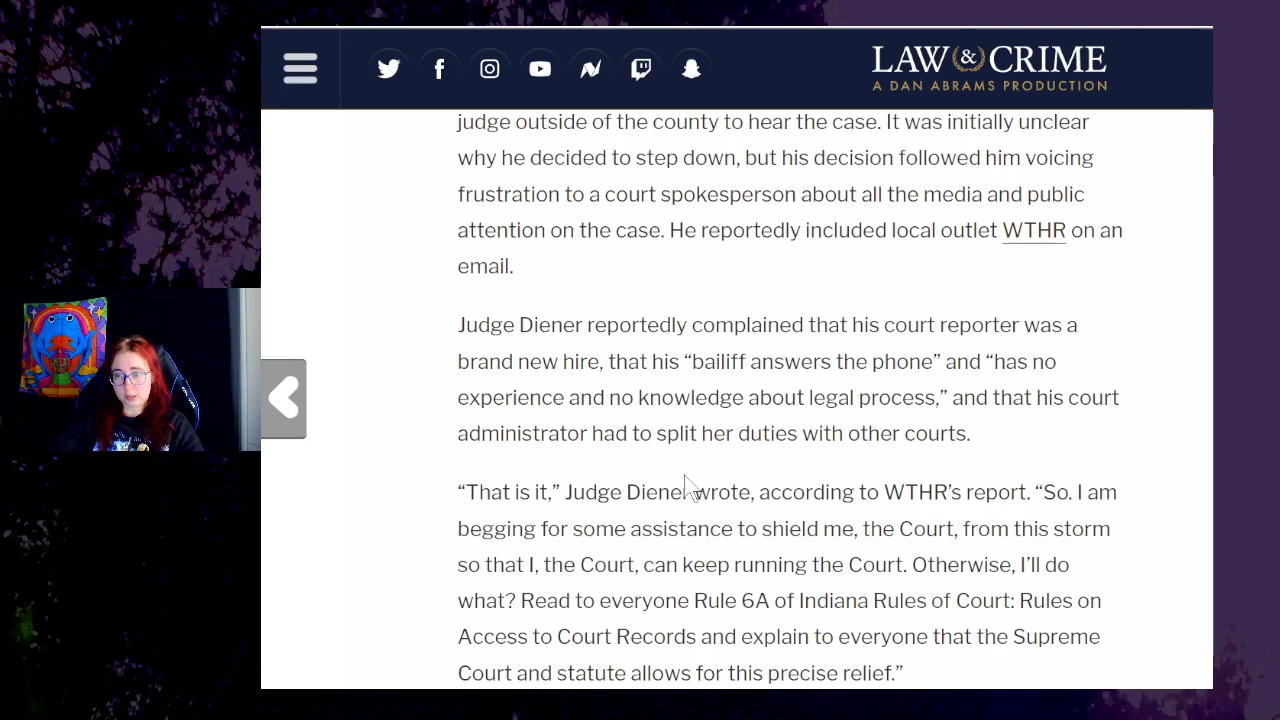 LAW & CRIME
A DAN ABRAMS PRODUCTION
judge outside of the county to hear the case. It was initially unclear
why he decided to step down, but his decision followed him voicing
frustration to a court spokesperson about all the media and public
attention on the case. He reportedly included local outlet WTHR on an
email.
Judge Diener reportedly complained that his court reporter was a
brand new hire, that his “bailiff answers the phone” and “has no
experience and no knowledge about legal process,” and that his court
administrator had to split her duties with other courts.
“That is it,” Judge Diener wrote, according to WTHR’s report. “So. I am
begging for some assistance to shield me, the Court, from this storm
so that I, the Court, can keep running the Court. Otherwise, I’ll do
what? Read to everyone Rule 6A of Indiana Rules of Court: Rules on
Access to Court Records and explain to everyone that the Supreme
Court and statute allows for this precise relief.”